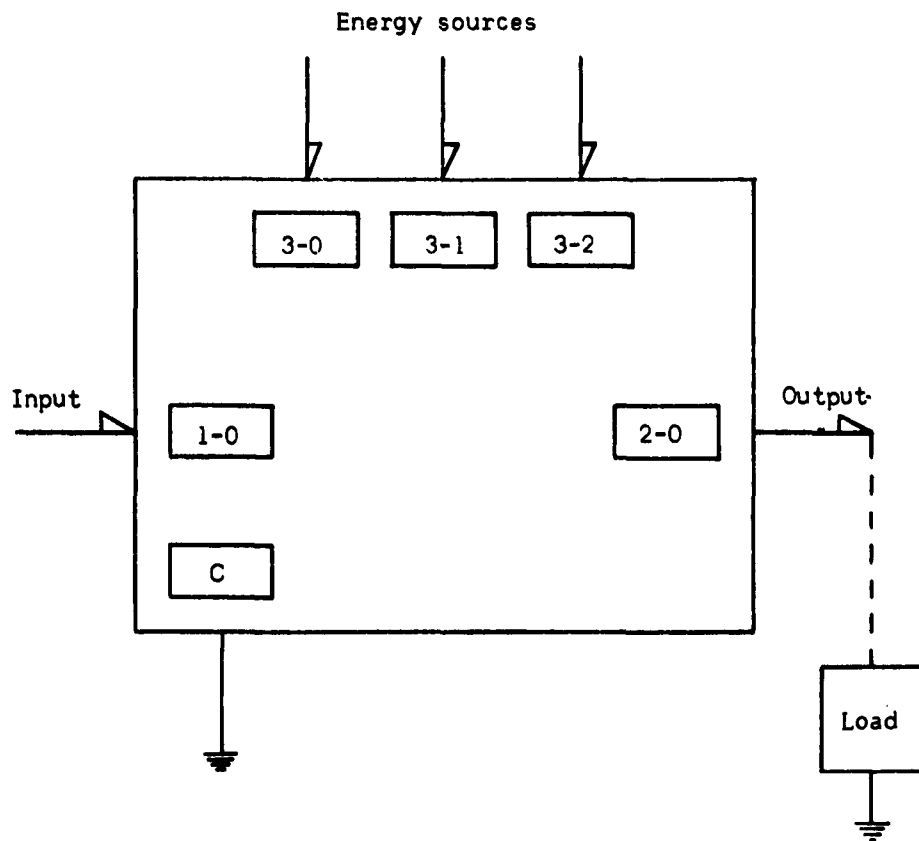 Energy sources
3-0 3-1 3-2
Input
Output
1-0
2-0
C
Load